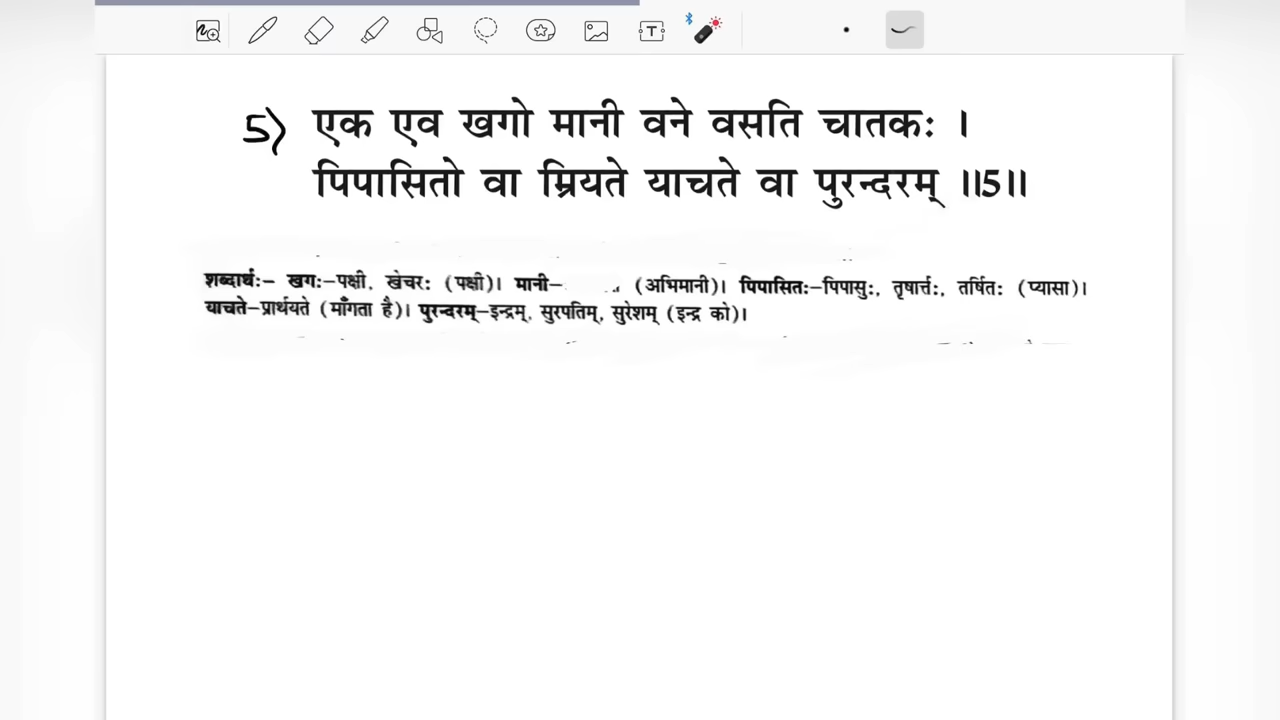 5) एक एव खगो मानी वने वसति चातकः ।
पिपासितो वा म्रियते याचते वा पुरन्दरम् ॥5॥
शब्दार्थः- खगः-पक्षी, खेचरः (पक्षी)। मानी- (अभिमानी)। पिपासितः-पिपासुः, तृषार्त्तः, तर्षितः (प्यासा)।
याचते-प्रार्थयते (माँगता है)। पुरन्दरम्-इन्द्रम्, सुरपतिम्, सुरेशम् (इन्द्र को)।